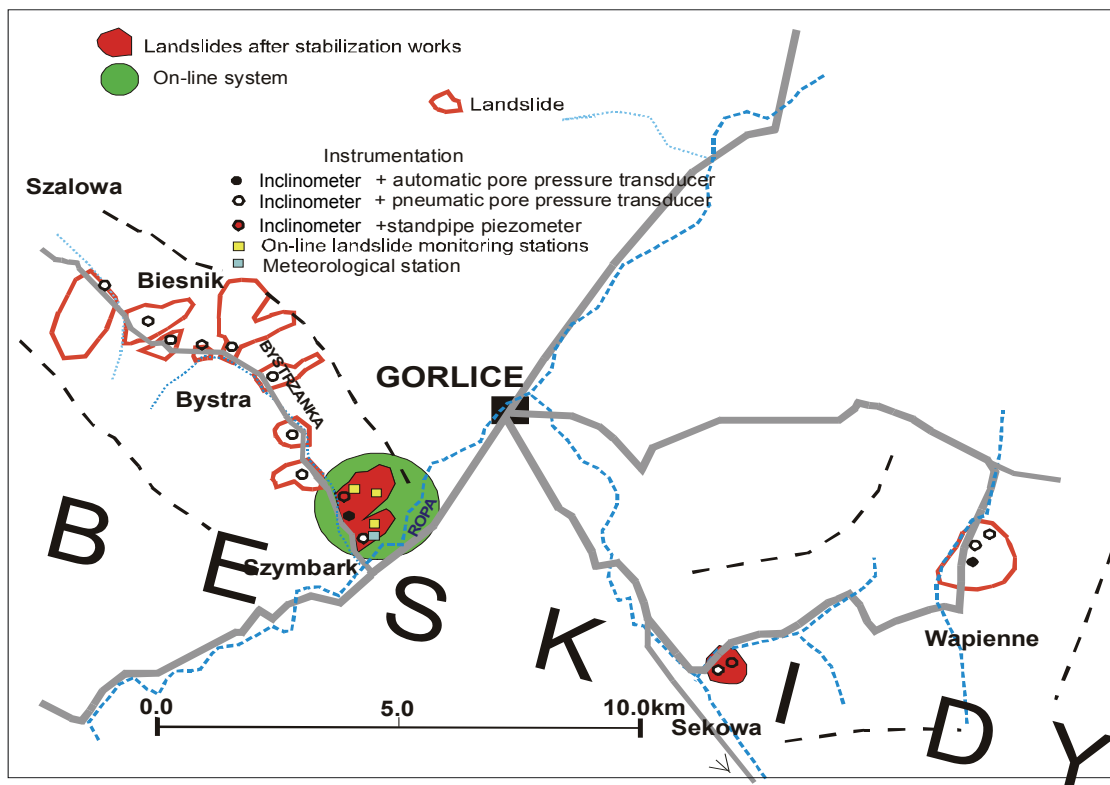 Landslides after stabilization works
On-line system
Landslide
Instrumentation
Inclinometer + automatic pore pressure transducer
Inclinometer + pneumatic pore pressure transducer
Inclinometer +standpipe piezometer
On-line landslide monitoring stations
Meteorological station
Szalowa
Biesnik
BYSTRZANKA
GORLICE
Bystra
ROPA
Szymbark
Wapienne
B E S K I D Y
0.0 5.0 10.0km
Sekowa